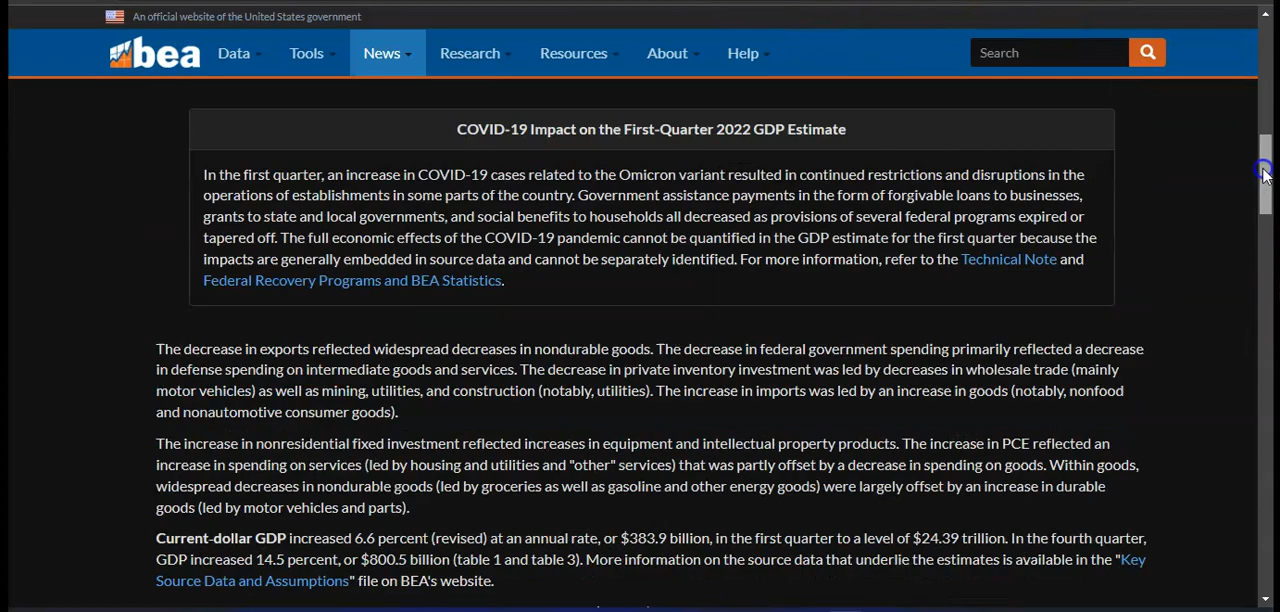 An official website of the United States government
bea Data Tools News Research Resources About Help Search
COVID-19 Impact on the First-Quarter 2022 GDP Estimate
In the first quarter, an increase in COVID-19 cases related to the Omicron variant resulted in continued restrictions and disruptions in the
operations of establishments in some parts of the country. Government assistance payments in the form of forgivable loans to businesses,
grants to state and local governments, and social benefits to households all decreased as provisions of several federal programs expired or
tapered off. The full economic effects of the COVID-19 pandemic cannot be quantified in the GDP estimate for the first quarter because the
impacts are generally embedded in source data and cannot be separately identified. For more information, refer to the Technical Note and
Federal Recovery Programs and BEA Statistics.
The decrease in exports reflected widespread decreases in nondurable goods. The decrease in federal government spending primarily reflected a decrease
in defense spending on intermediate goods and services. The decrease in private inventory investment was led by decreases in wholesale trade (mainly
motor vehicles) as well as mining, utilities, and construction (notably, utilities). The increase in imports was led by an increase in goods (notably, nonfood
and nonautomotive consumer goods).
The increase in nonresidential fixed investment reflected increases in equipment and intellectual property products. The increase in PCE reflected an
increase in spending on services (led by housing and utilities and "other" services) that was partly offset by a decrease in spending on goods. Within goods,
widespread decreases in nondurable goods (led by groceries as well as gasoline and other energy goods) were largely offset by an increase in durable
goods (led by motor vehicles and parts).
Current-dollar GDP increased 6.6 percent (revised) at an annual rate, or $383.9 billion, in the first quarter to a level of $24.39 trillion. In the fourth quarter,
GDP increased 14.5 percent, or $800.5 billion (table 1 and table 3). More information on the source data that underlie the estimates is available in the "Key
Source Data and Assumptions" file on BEA's website.